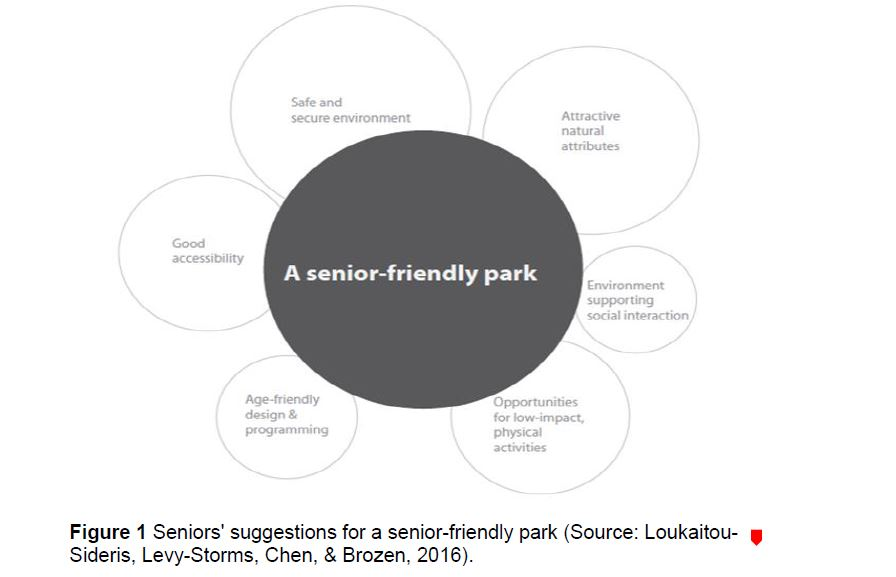 Safe and
secure environment
Attractive
natural
attributes
Good
accessibility
A senior-friendly park
Environment
supporting
social interaction
Age-friendly
design &
programming
Opportunities
for low-impact,
physical
activities
Figure 1 Seniors' suggestions for a senior-friendly park (Source: Loukaitou-
Sideris, Levy-Storms, Chen, & Brozen, 2016).